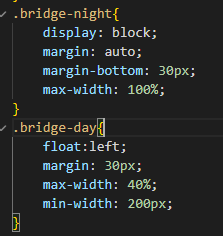 .bridge-night{
display: block;
margin: auto;
margin-bottom: 30px;
max-width: 100%;
}
.bridge-day{
float:left;
margin: 30px;
max-width: 40%;
min-width: 200px;
}